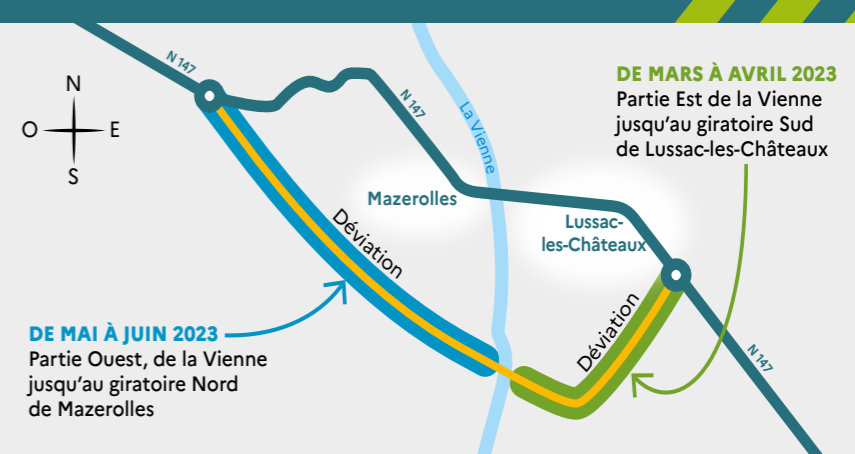 N 147
N
O
E
S
N 147
La Vienne
DE MARS À AVRIL 2023
Partie Est de la Vienne
jusqu'au giratoire Sud
de Lussac-les-Châteaux
Mazerolles
Lussac-
les-Châteaux
Déviation
DE MAI À JUIN 2023
Partie Ouest, de la Vienne
jusqu'au giratoire Nord
de Mazerolles
Déviation
N 147